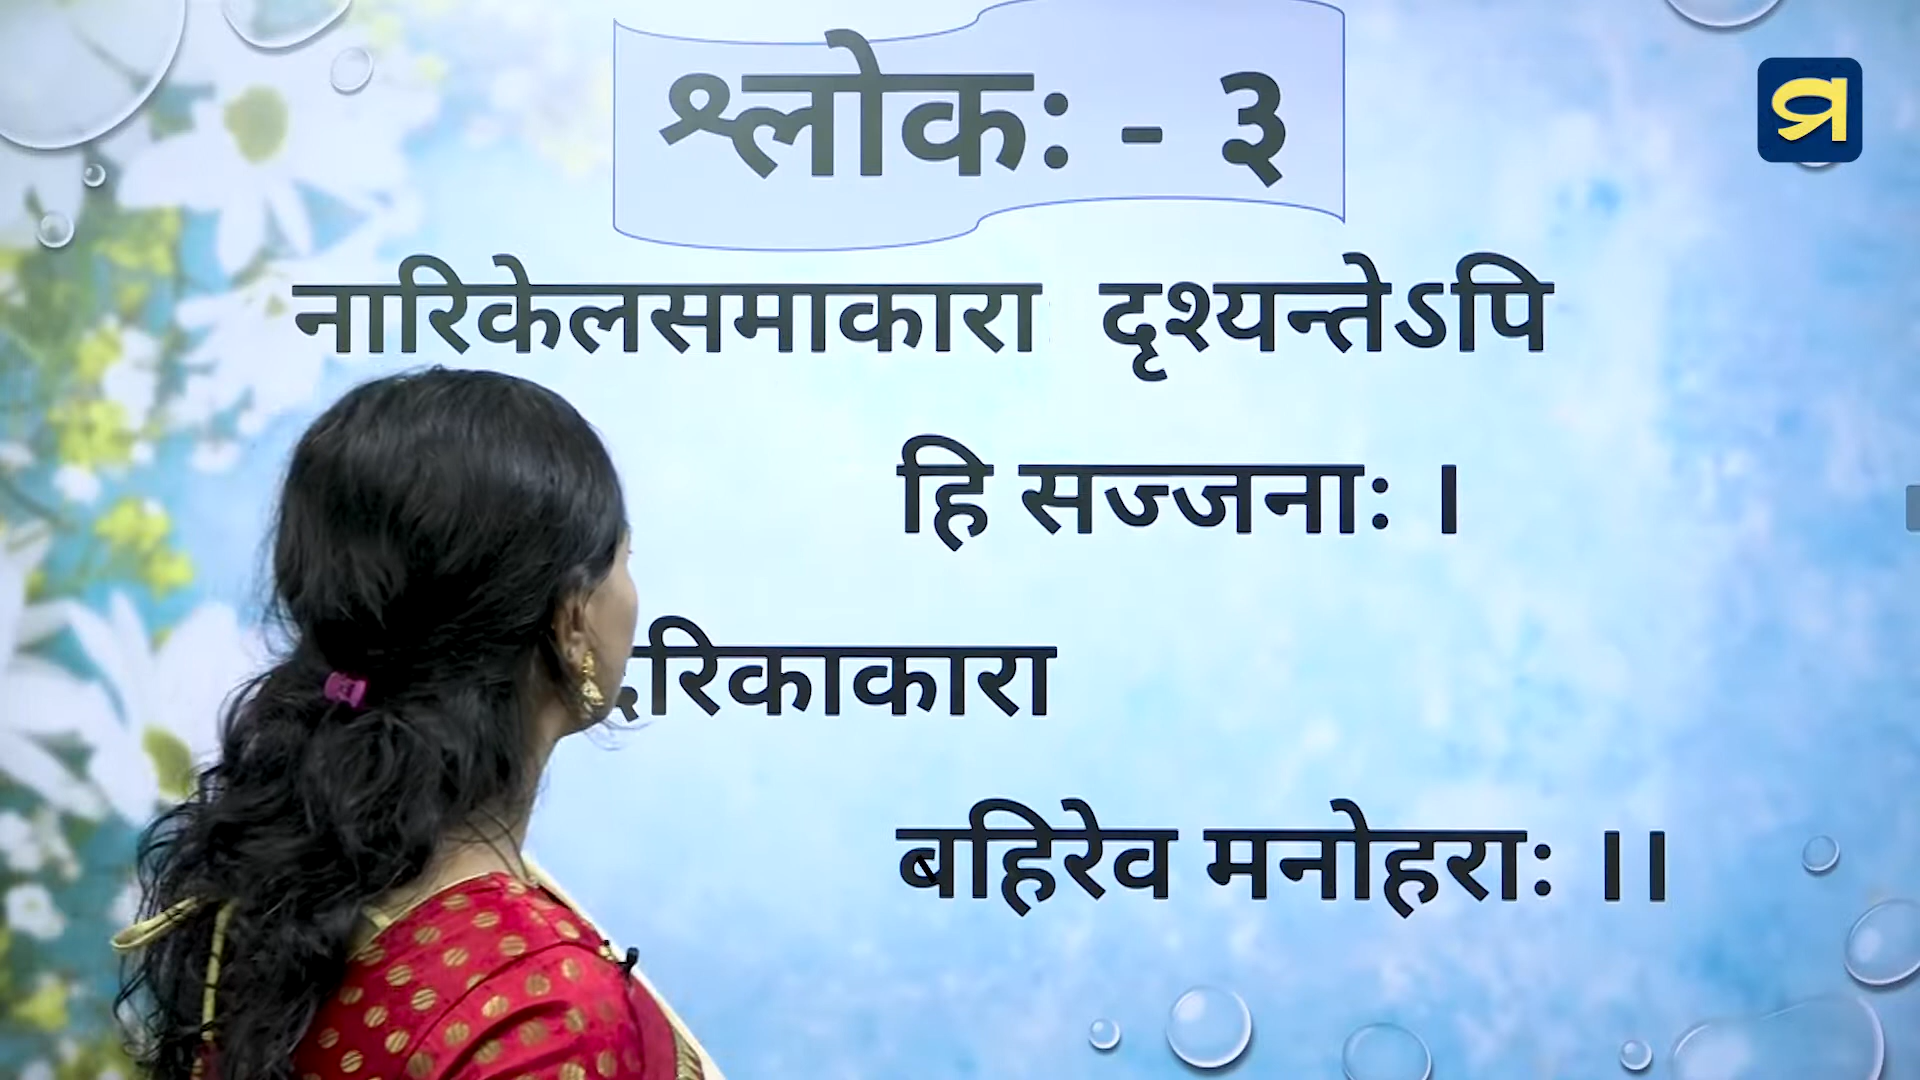 श्लोक: - ३
नारिकेलसमाकारा दृश्यन्तेऽपि
हि सज्जनाः ।
बहिरेव मनोहराः ।।